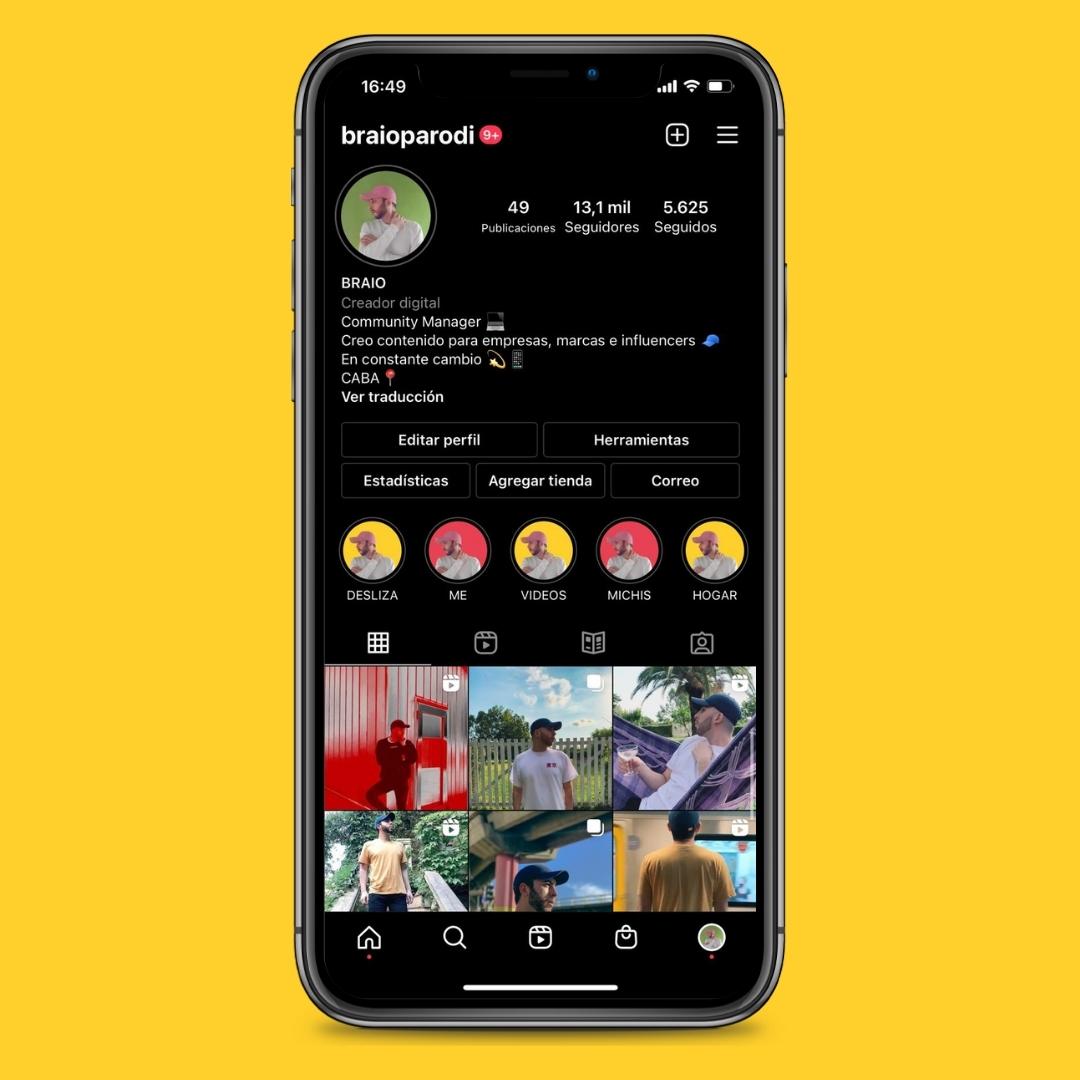 16:49
braioparodi 9+
49 13,1 mil 5.625
Publicaciones Seguidores Seguidos
BRAIO
Creador digital
Community Manager 💻
Creo contenido para empresas, marcas e influencers 🧢
En constante cambio 💫📱
CABA📍
Ver traducción
Editar perfil Herramientas
Estadísticas Agregar tienda Correo
DESLIZA ME VIDEOS MICHIS HOGAR